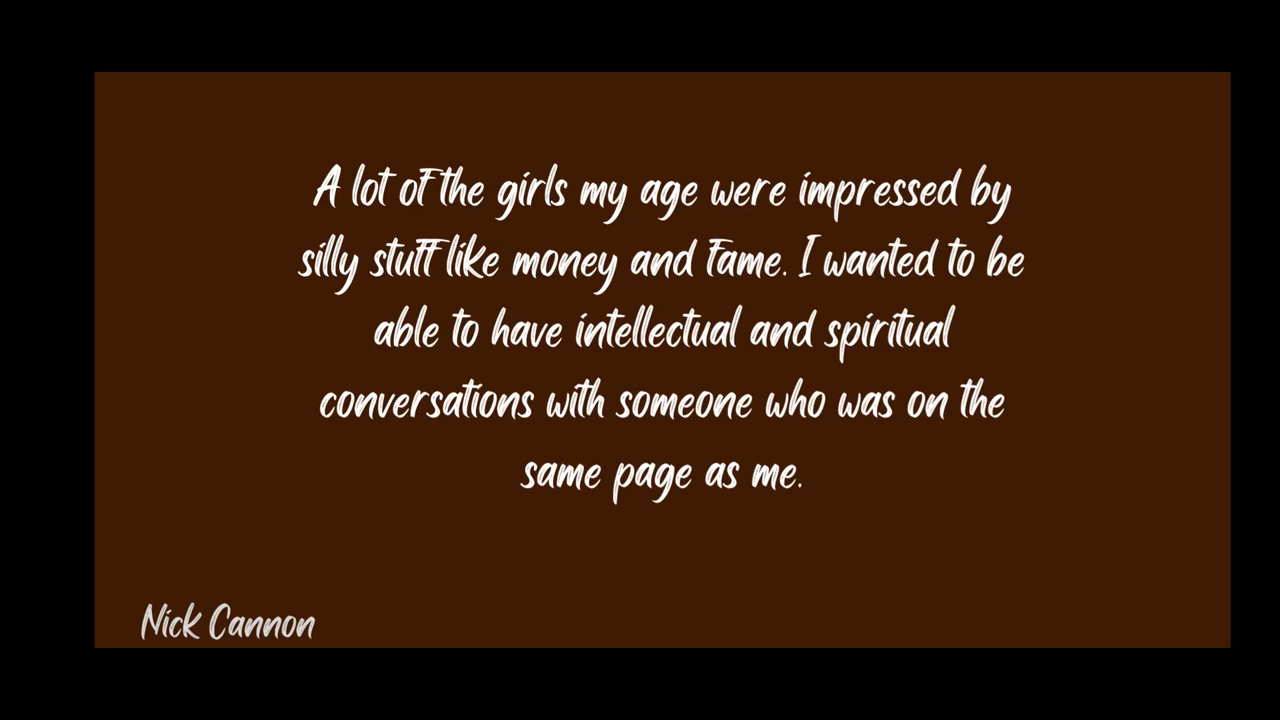 A lot of the girls my age were impressed by
silly stuff like money and fame. I wanted to be
able to have intellectual and spiritual
conversations with someone who was on the
same page as me.
Nick Cannon